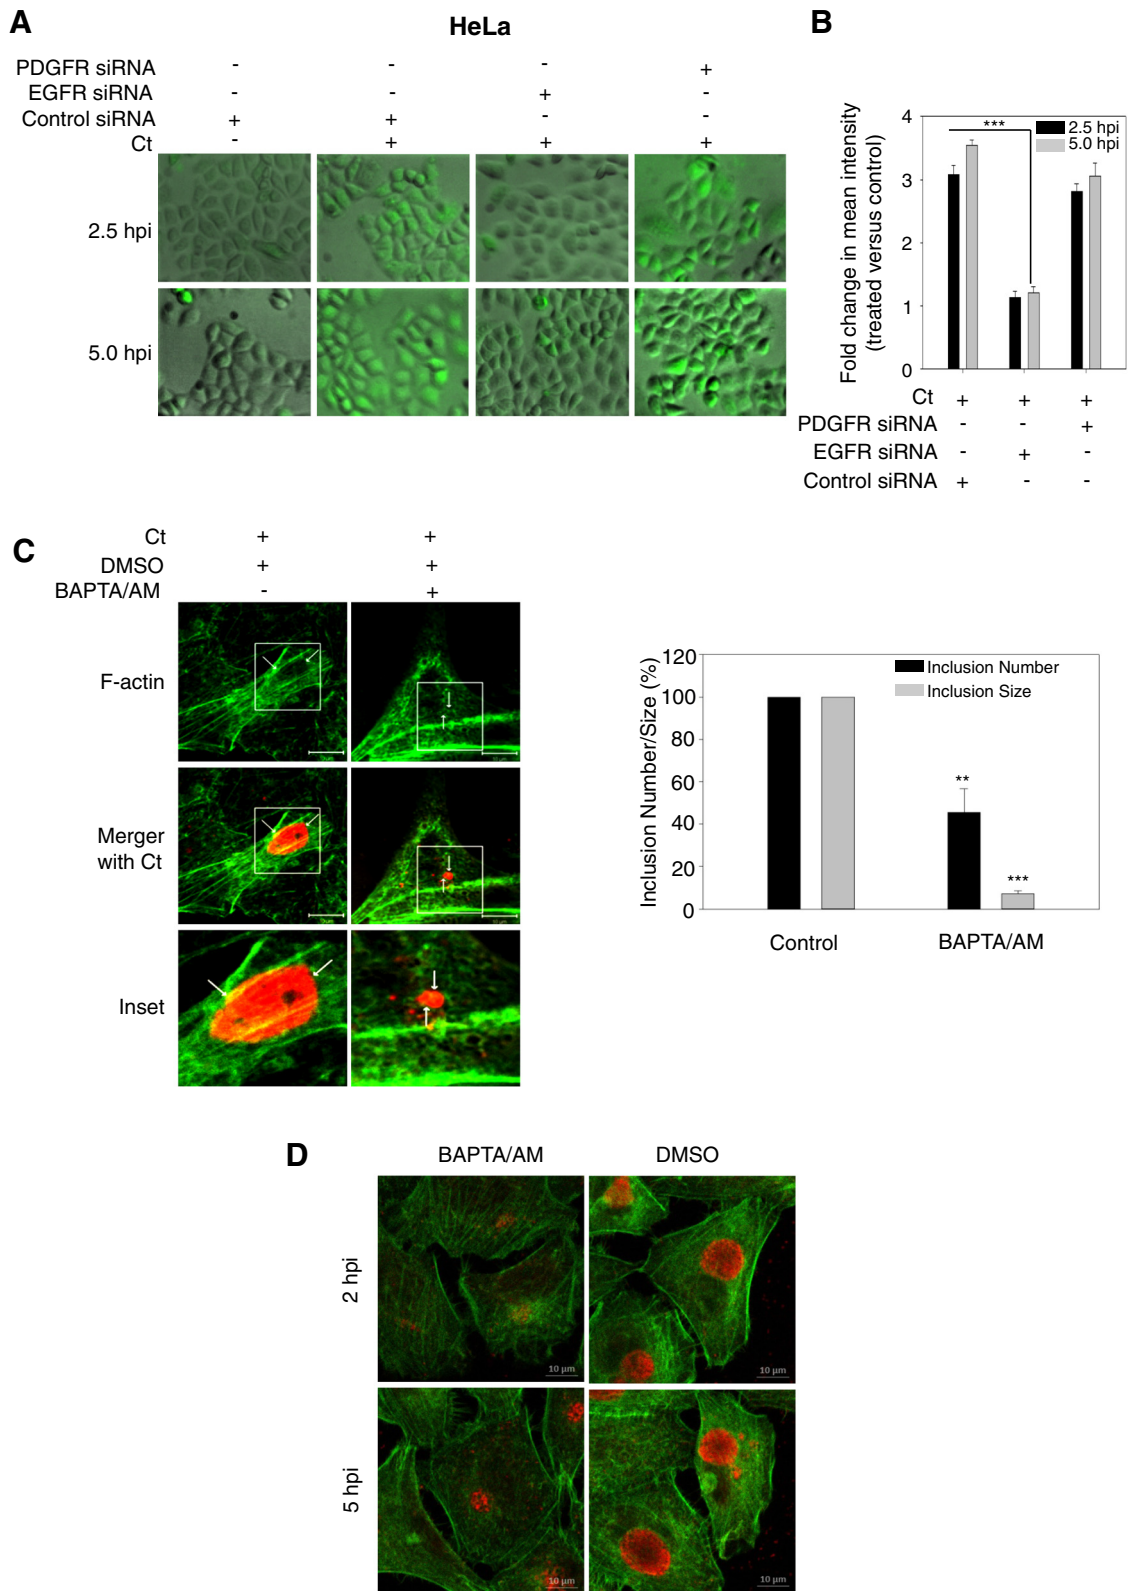 A
HeLa
PDGFR siRNA - - - +
EGFR siRNA - - + -
Control siRNA + + - -
Ct - + + +
2.5 hpi
5.0 hpi
B
Fold change in mean intensity
(treated versus control)
4
3
2
1
0
***
2.5 hpi
5.0 hpi
Ct + + +
PDGFR siRNA - - +
EGFR siRNA - + -
Control siRNA + - -
C
Ct + +
DMSO + +
BAPTA/AM - +
F-actin
Merger
with Ct
Inset
Inclusion Number/Size (%)
120
100
80
60
40
20
0
Inclusion Number
Inclusion Size
**
***
Control
BAPTA/AM
D
BAPTA/AM DMSO
2 hpi
10 µm
10 µm
5 hpi
10 µm
10 µm